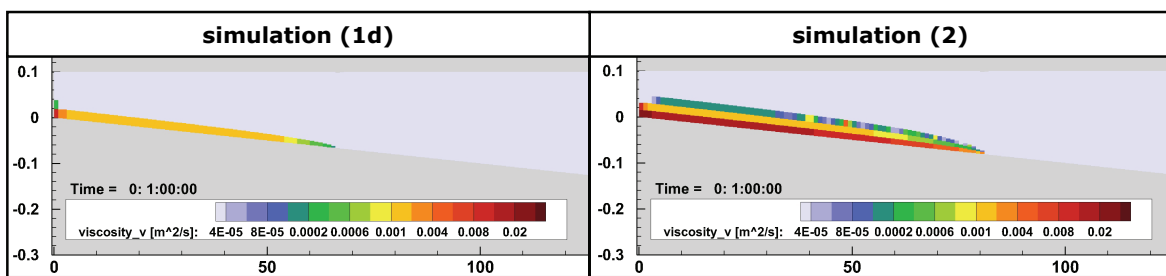 simulation (1d) simulation (2)
0.1 0.1
0 0
-0.1 -0.1
Time = 0: 1:00:00 Time = 0: 1:00:00
-0.2 -0.2
viscosity_v [m^2/s]: 4E-05 8E-05 0.0002 0.0006 0.001 0.004 0.008 0.02 viscosity_v [m^2/s]: 4E-05 8E-05 0.0002 0.0006 0.001 0.004 0.008 0.02
-0.3 -0.3
0 50 100 0 50 100